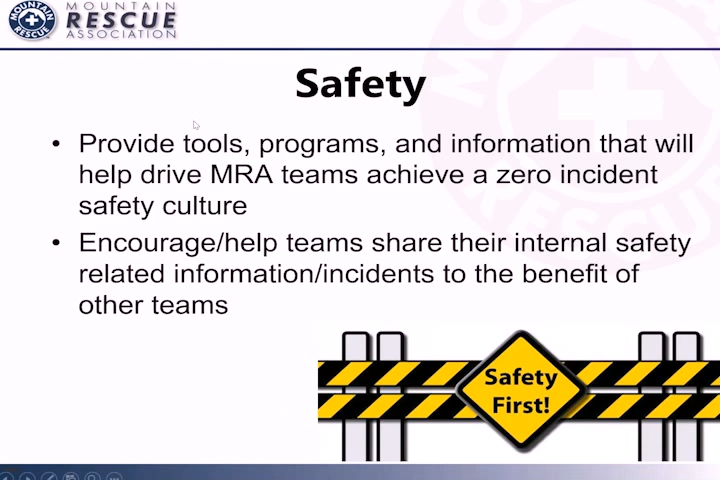 MOUNTAIN
RESCUE
ASSOCIATION
MOUNTAIN
RESCUE
Safety
• Provide tools, programs, and information that will
help drive MRA teams achieve a zero incident
safety culture
• Encourage/help teams share their internal safety
related information/incidents to the benefit of
other teams
Safety
First!